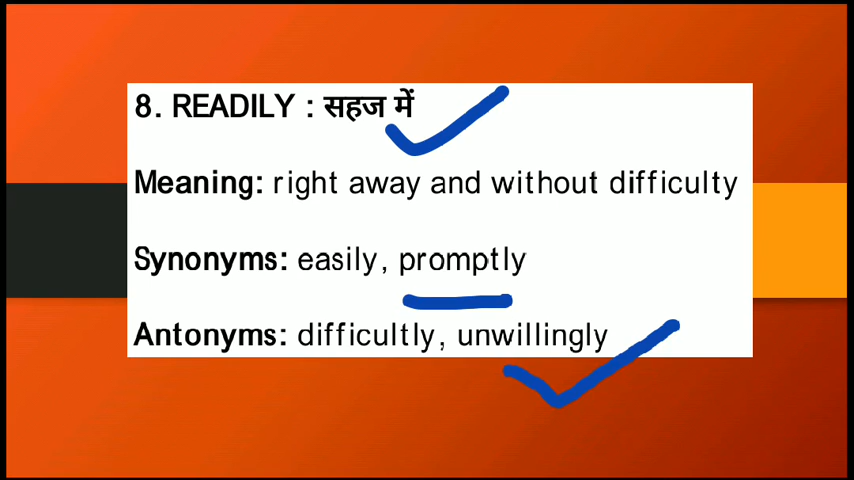 8. READILY : सहज में
Meaning: right away and without difficulty
Synonyms: easily, promptly
Antonyms: difficultly, unwillingly